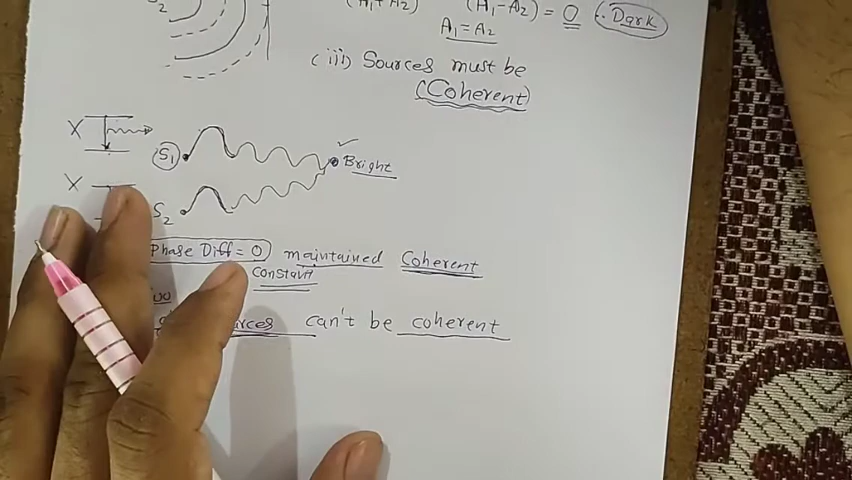 S2
(A1+A2) (A1-A2) = 0 Dark
A1=A2
(iii) Sources must be
(Coherent)
X
S1 Bright
X
S2
Phase Diff = 0 maintained Coherent
Constant
can't be coherent